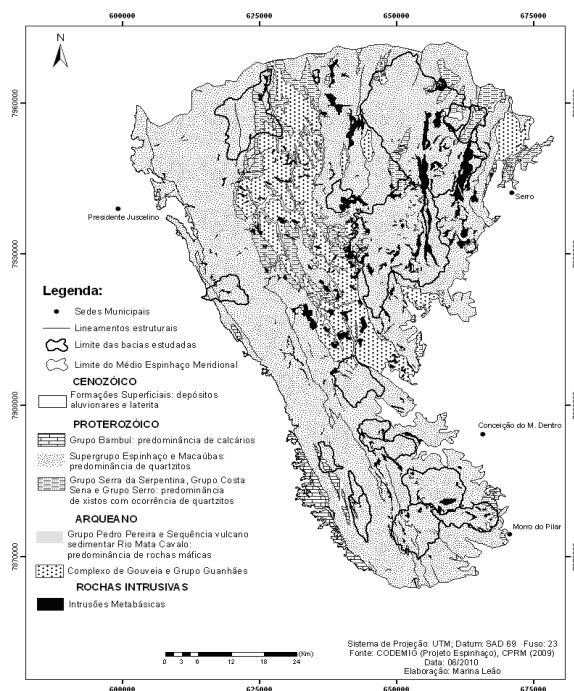 600000 625000 650000 675000
N
7960000
7930000
7900000
7870000
Serro
Presidente Juscelino
Conceição do M. Dentro
Morro do Pilar
Legenda:
Sedes Municipais
Lineamentos estruturais
Limite das bacias estudadas
Limite do Médio Espinhaço Meridional
CENOZÓICO
Formações Superficiais: depósitos
aluvionares e laterita
PROTEROZÓICO
Grupo Bambuí: predominância de calcários
Supergrupo Espinhaço e Macaúbas:
predominância de quartzitos
Grupo Serra da Serpentina, Grupo Costa
Sena e Grupo Serro: predominância
de xistos com ocorrência de quartzitos
ARQUEANO
Grupo Pedro Pereira e Sequência vulcano
sedimentar Rio Mata Cavalo:
predominância de rochas máficas
Complexo de Gouveia e Grupo Guanhães
ROCHAS INTRUSIVAS
Intrusões Metabásicas
(Km)
0 3 6 12 18 24
Sistema de Projeção: UTM; Datum: SAD 69 Fuso: 23
Fonte: CODEMIG (Projeto Espinhaço), CPRM (2009)
Data: 06/2010
Elaboração: Marina Leão
600000 625000 650000 675000